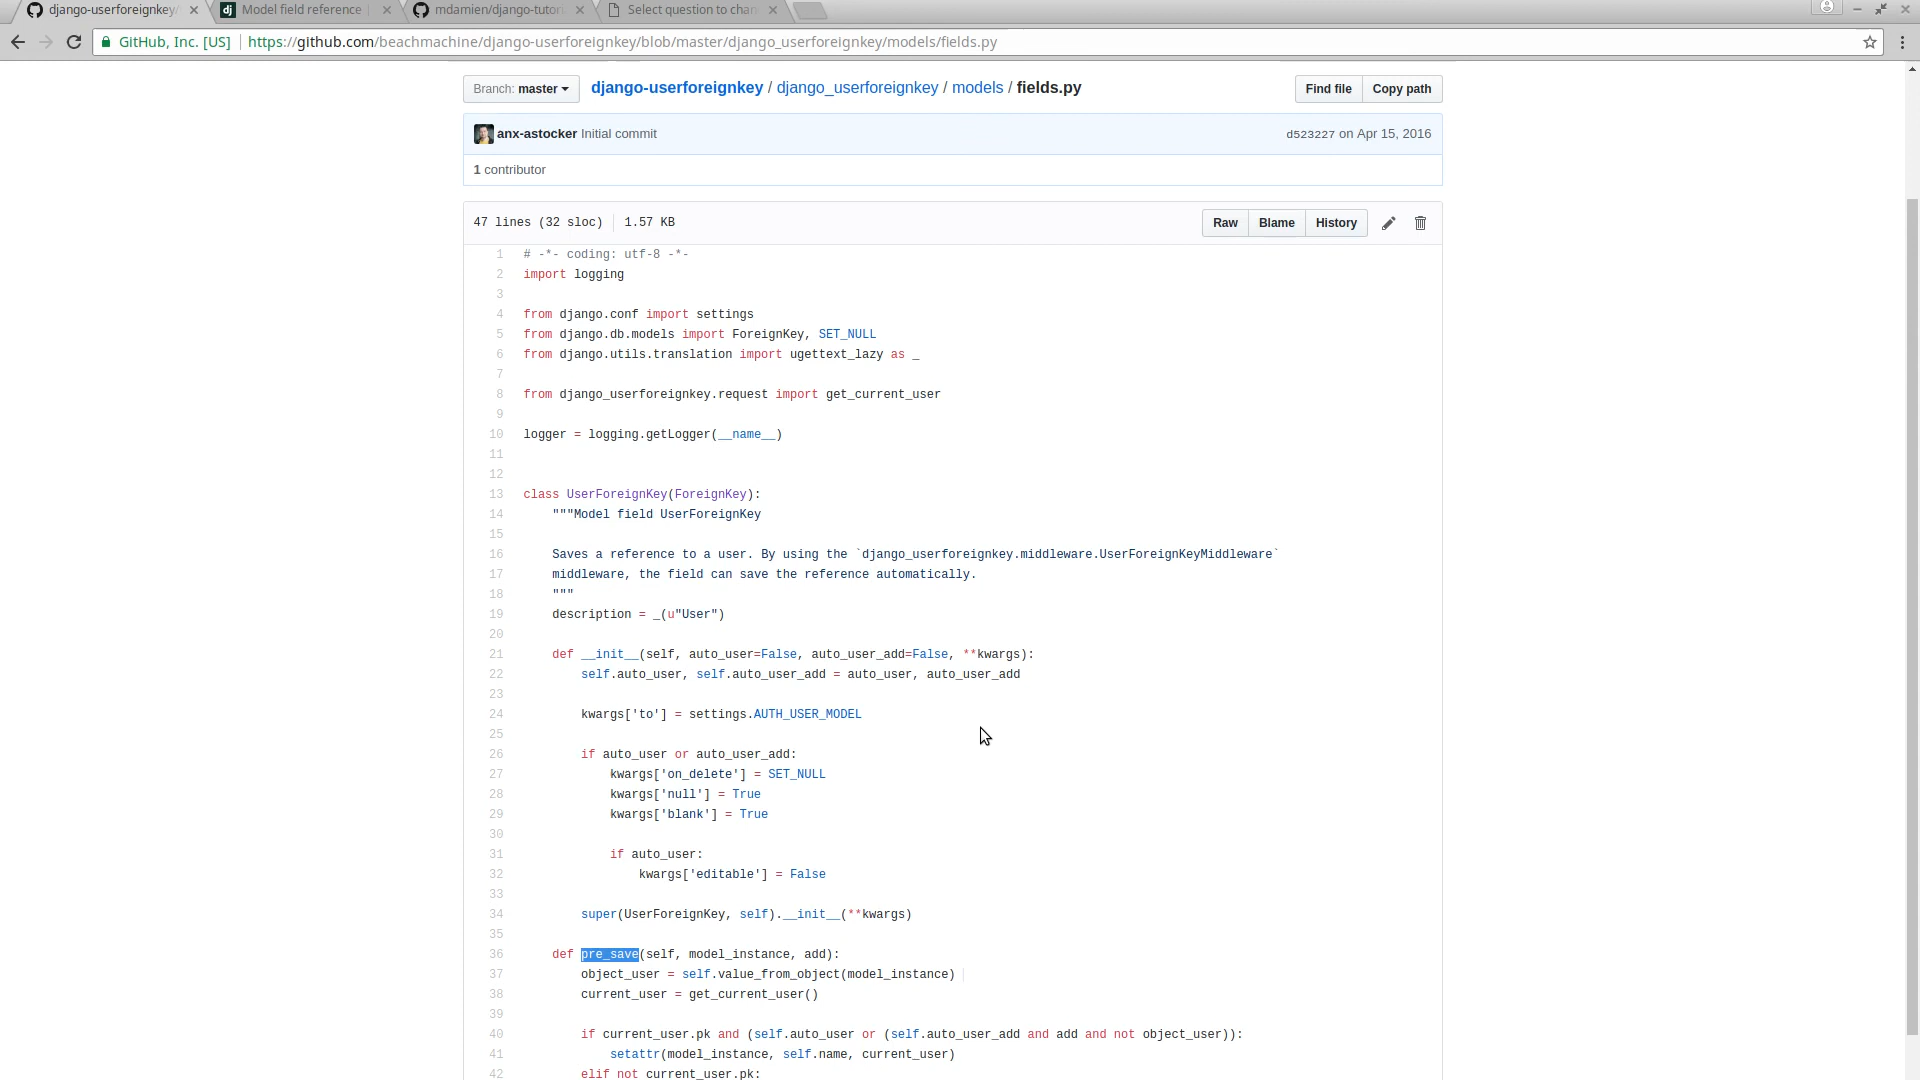 django-userforeignkey/
Model field reference |
mdamien/django-tutor
Select question to chan
GitHub, Inc. [US] | https://github.com/beachmachine/django-userforeignkey/blob/master/django_userforeignkey/models/fields.py
Branch: master django-userforeignkey / django_userforeignkey / models / fields.py Find file Copy path
anx-astocker Initial commit d523227 on Apr 15, 2016
1 contributor
47 lines (32 sloc) 1.57 KB Raw Blame History
1 # -*- coding: utf-8 -*-
2 import logging
3
4 from django.conf import settings
5 from django.db.models import ForeignKey, SET_NULL
6 from django.utils.translation import ugettext_lazy as _
7
8 from django_userforeignkey.request import get_current_user
9
10 logger = logging.getLogger(__name__)
11
12
13 class UserForeignKey(ForeignKey):
14 """Model field UserForeignKey
15
16 Saves a reference to a user. By using the `django_userforeignkey.middleware.UserForeignKeyMiddleware`
17 middleware, the field can save the reference automatically.
18 """
19 description = _(u"User")
20
21 def __init__(self, auto_user=False, auto_user_add=False, **kwargs):
22 self.auto_user, self.auto_user_add = auto_user, auto_user_add
23
24 kwargs['to'] = settings.AUTH_USER_MODEL
25
26 if auto_user or auto_user_add:
27 kwargs['on_delete'] = SET_NULL
28 kwargs['null'] = True
29 kwargs['blank'] = True
30
31 if auto_user:
32 kwargs['editable'] = False
33
34 super(UserForeignKey, self).__init__(**kwargs)
35
36 def pre_save(self, model_instance, add):
37 object_user = self.value_from_object(model_instance)
38 current_user = get_current_user()
39
40 if current_user.pk and (self.auto_user or (self.auto_user_add and add and not object_user)):
41 setattr(model_instance, self.name, current_user)
42 elif not current_user.pk: